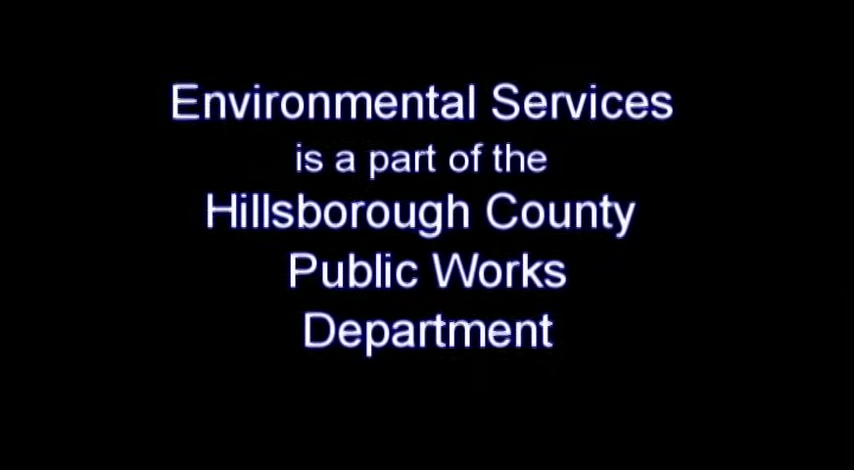 Environmental Services
is a part of the
Hillsborough County
Public Works
Department